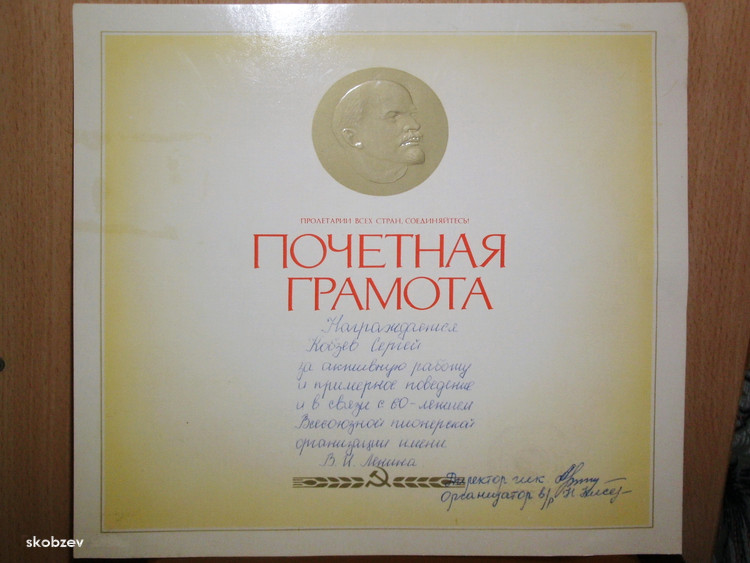 ПРОЛЕТАРИИ ВСЕХ СТРАН, СОЕДИНЯЙТЕСЬ!
ПОЧЕТНАЯ
ГРАМОТА
Награждается
Кобзев Сергей
за активную работу
и примерное поведение
и в связи с 60-летием
Всесоюзной пионерской
организации имени
В. И. Ленина
Директор шк.
Организатор в/р
skobzev